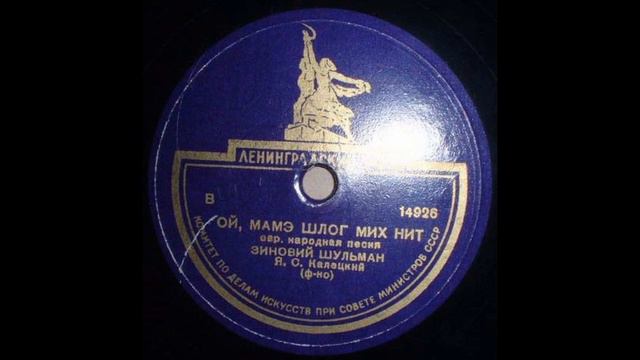 ЛЕНИНГРАДСКИЙ
В 14926
ОЙ, МАМЭ ШЛОГ МИХ НИТ
евр. народная песня
ЗИНОВИЙ ШУЛЬМАН
Я. С. Калецкий
(ф-но)
КОМИТЕТ ПО ДЕЛАМ ИСКУССТВ ПРИ СОВЕТЕ МИНИСТРОВ СССР